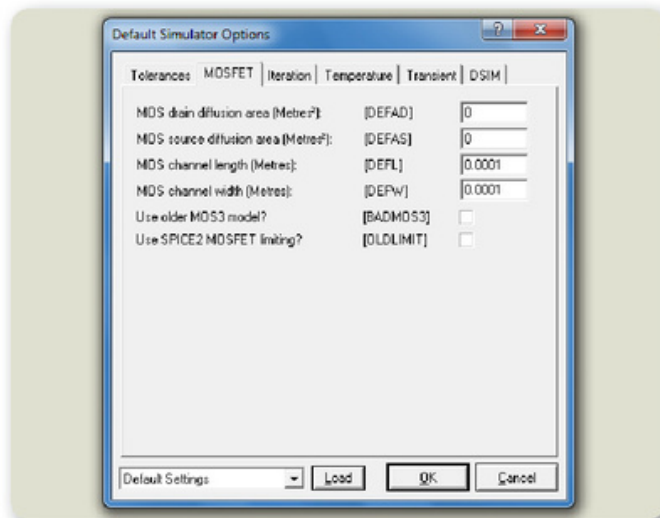 Default Simulator Options
Tolerances MOSFET Iteration Temperature Transient DSIM
MOS drain diffusion area (Metres²): [DEFAD] 0
MOS source diffusion area (Metres²): [DEFAS] 0
MOS channel length (Metres): [DEFL] 0.0001
MOS channel width (Metres): [DEFW] 0.0001
Use older MOS3 model? [BADMOS3]
Use SPICE2 MOSFET limiting? [OLDLIMIT]
Default Settings Load OK Cancel